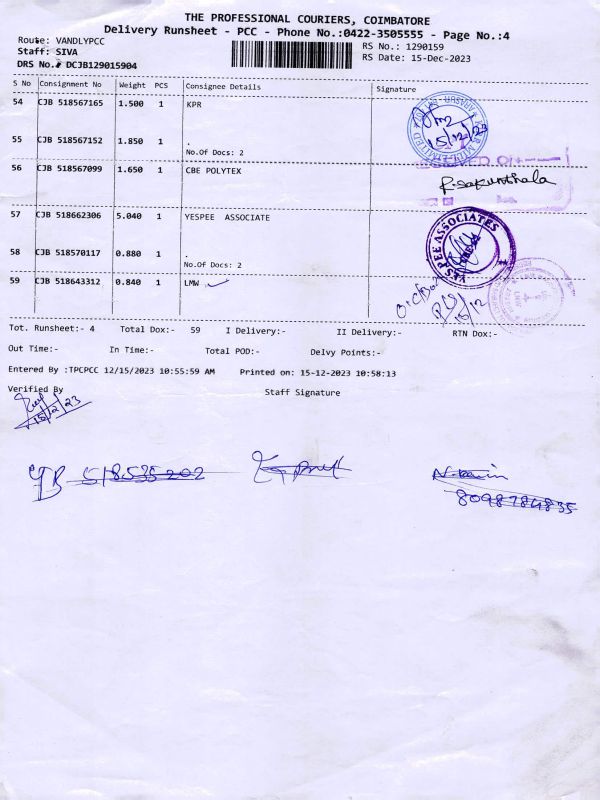 THE PROFESSIONAL COURIERS, COIMBATORE
Delivery Runsheet - PCC - Phone No.:0422-3505555 - Page No.:4
Route: VANDLYPCC
RS No.: 1290159
Staff: SIVA
RS Date: 15-Dec-2023
DRS No.# DCJB129015904
S No Consignment No Weight PCS Consignee Details Signature
54 CJB 518567165 1.500 1 KPR
15/12/23
55 CJB 518567152 1.850 1 .
No.Of Docs: 2
56 CJB 518567099 1.650 1 CBE POLYTEX
R.Sakunthala
57 CJB 518662306 5.040 1 YESPEE ASSOCIATE
YESPEE ASSOCIATES
58 CJB 518570117 0.880 1 .
No.Of Docs: 2
59 CJB 518643312 0.840 1 LMW
15/12
Tot. Runsheet:- 4 Total Dox:- 59 I Delivery:- II Delivery:- RTN Dox:-
Out Time:- In Time:- Total POD:- Delvy Points:-
Entered By :TPCPCC 12/15/2023 10:55:59 AM Printed on: 15-12-2023 10:58:13
Verified By Staff Signature
15/12/23
518535202
8098784835